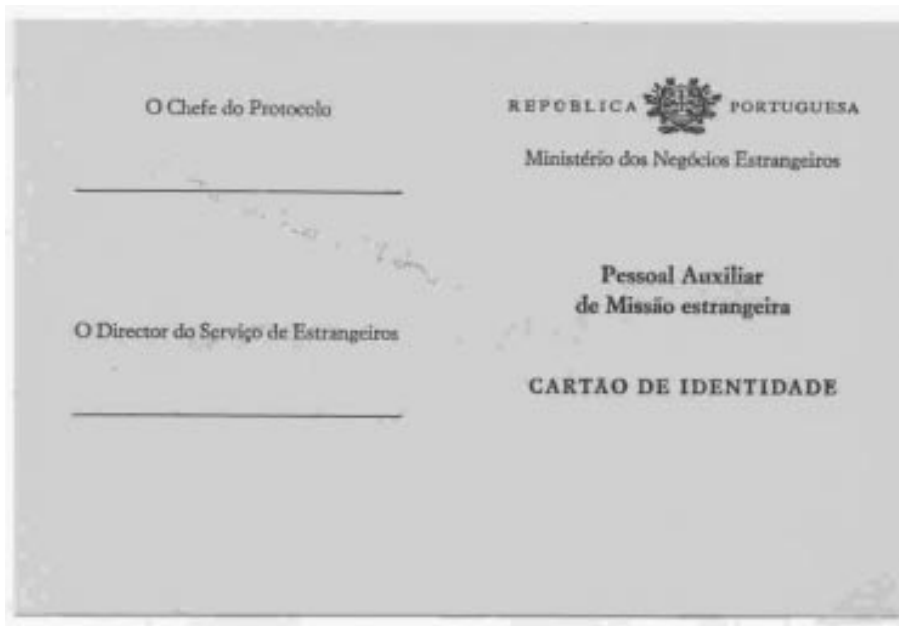 O Chefe do Protocolo
O Director do Serviço de Estrangeiros
REPÚBLICA PORTUGUESA
Ministério dos Negócios Estrangeiros
Pessoal Auxiliar
de Missão estrangeira
CARTÃO DE IDENTIDADE